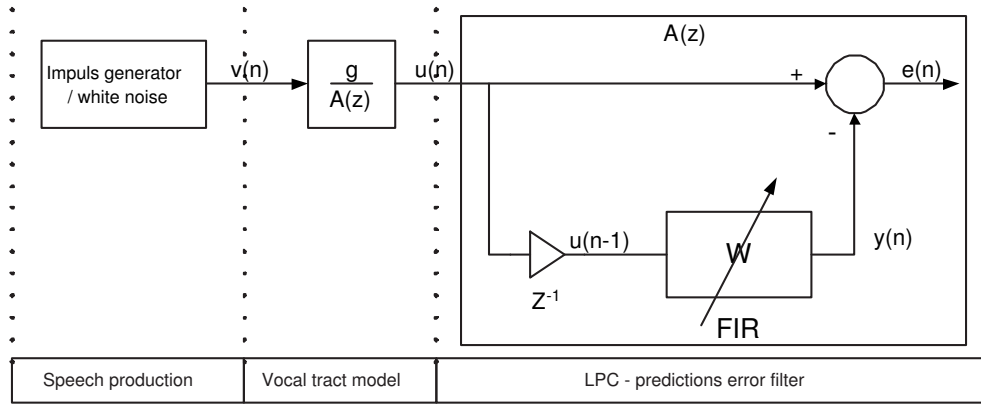 A(z)
Impuls generator
/ white noise
v(n)
g
A(z)
u(n)
+
e(n)
-
u(n-1)
W
y(n)
Z-1
FIR
Speech production
Vocal tract model
LPC - predictions error filter